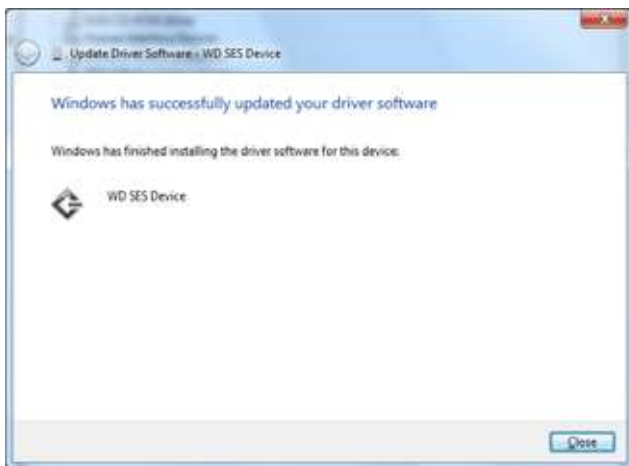 Update Driver Software - WD SES Device
Windows has successfully updated your driver software
Windows has finished installing the driver software for this device:
WD SES Device
Close